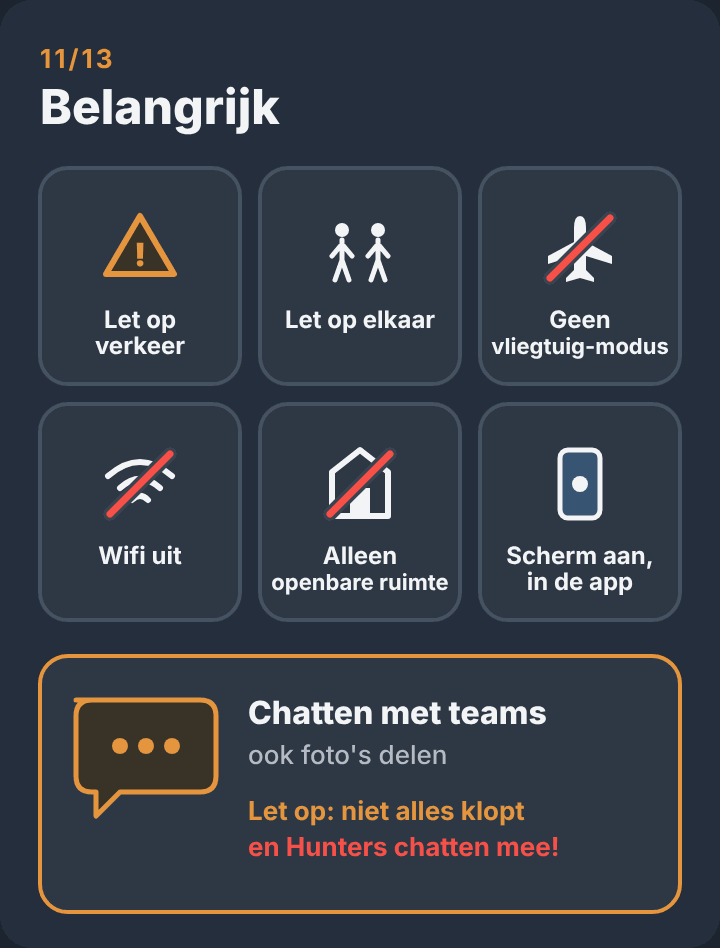 11/13
Belangrijk
!
Let op
verkeer
Let op elkaar
Geen
vliegtuig-modus
Wifi uit
Alleen
openbare ruimte
Scherm aan,
in de app
Chatten met teams
ook foto's delen
Let op: niet alles klopt
en Hunters chatten mee!